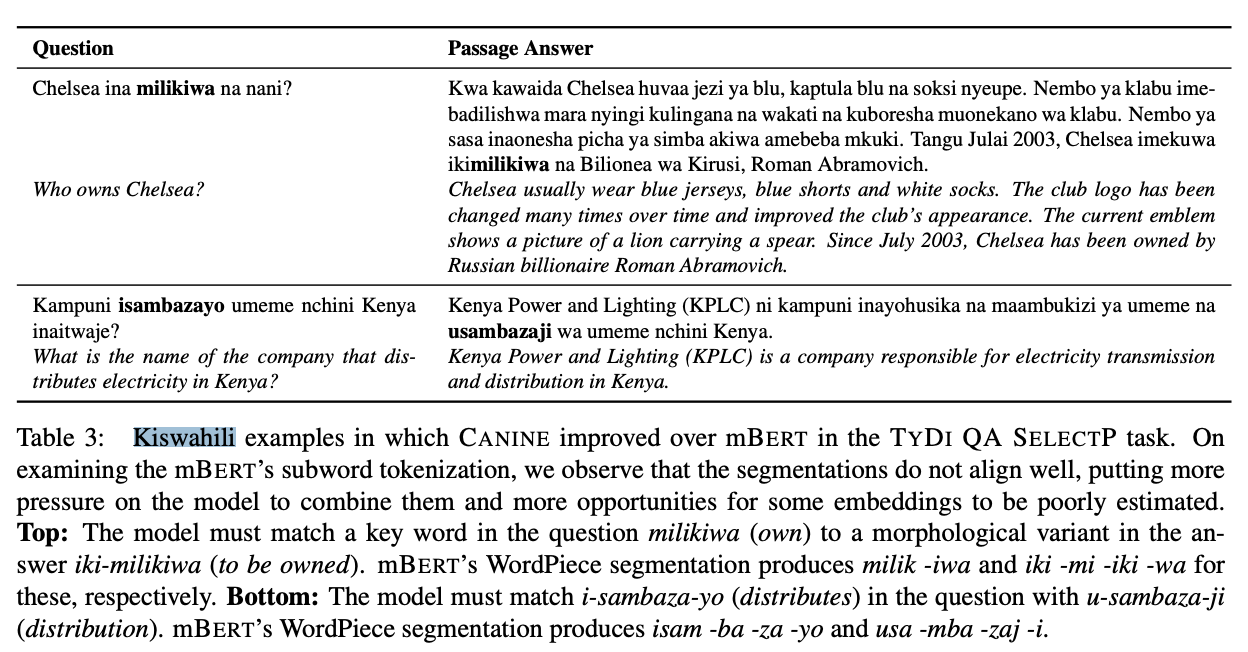 Question
Passage Answer
Chelsea ina milikiwa na nani?
Kwa kawaida Chelsea huvaa jezi ya blu, kaptula blu na soksi nyeupe. Nembo ya klabu ime-
badilishwa mara nyingi kulingana na wakati na kuboresha muonekano wa klabu. Nembo ya
sasa inaonesha picha ya simba akiwa amebeba mkuki. Tangu Julai 2003, Chelsea imekuwa
ikimilikiwa na Bilionea wa Kirusi, Roman Abramovich.
Who owns Chelsea?
Chelsea usually wear blue jerseys, blue shorts and white socks. The club logo has been
changed many times over time and improved the club's appearance. The current emblem
shows a picture of a lion carrying a spear. Since July 2003, Chelsea has been owned by
Russian billionaire Roman Abramovich.
Kampuni isambazayo umeme nchini Kenya
inaitwaje?
Kenya Power and Lighting (KPLC) ni kampuni inayohusika na maambukizi ya umeme na
usambazaji wa umeme nchini Kenya.
What is the name of the company that dis-
tributes electricity in Kenya?
Kenya Power and Lighting (KPLC) is a company responsible for electricity transmission
and distribution in Kenya.
Table 3: Kiswahili examples in which CANINE improved over mBERT in the TYDI QA SELECTP task. On
examining the mBERT's subword tokenization, we observe that the segmentations do not align well, putting more
pressure on the model to combine them and more opportunities for some embeddings to be poorly estimated.
Top: The model must match a key word in the question milikiwa (own) to a morphological variant in the an-
swer iki-milikiwa (to be owned). mBERT's WordPiece segmentation produces milik -iwa and iki -mi -iki -wa for
these, respectively. Bottom: The model must match i-sambaza-yo (distributes) in the question with u-sambaza-ji
(distribution). mBERT's WordPiece segmentation produces isam -ba -za -yo and usa -mba -zaj -i.